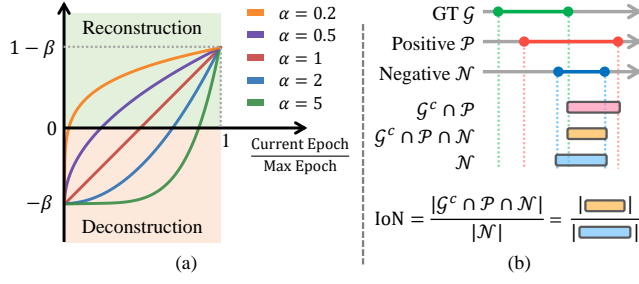 Reconstruction
1 − β
0
−β
Deconstruction
1
Current Epoch
Max Epoch
α = 0.2
α = 0.5
α = 1
α = 2
α = 5
(a)
GT 𝒢
Positive 𝒫
Negative 𝒩
𝒢ᶜ ∩ 𝒫
𝒢ᶜ ∩ 𝒫 ∩ 𝒩
𝒩
IoN = |𝒢ᶜ ∩ 𝒫 ∩ 𝒩| / |𝒩| = | | / | |
(b)